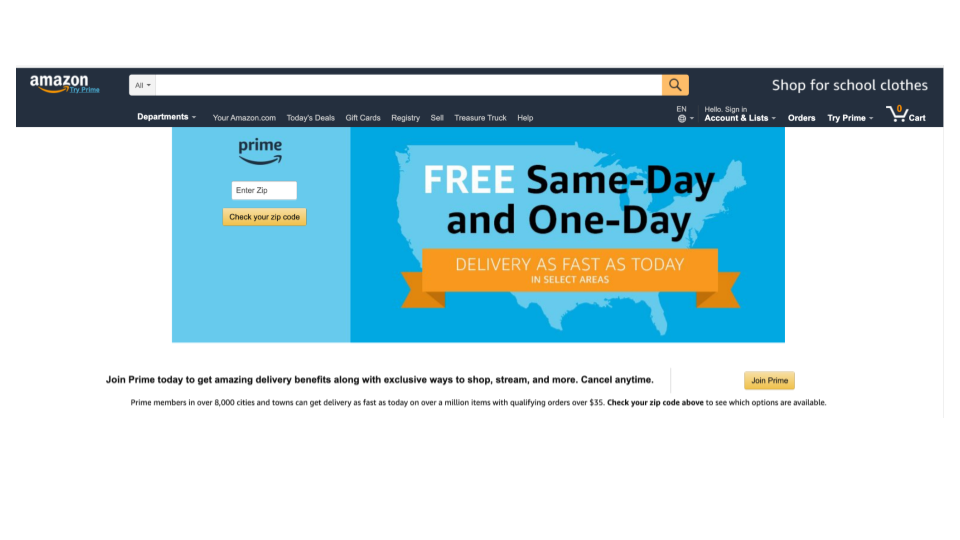 amazon
Try Prime
All
Shop for school clothes
Departments Your Amazon.com Today's Deals Gift Cards Registry Sell Treasure Truck Help
EN
Hello. Sign in
Account & Lists Orders Try Prime 0 Cart
prime
Enter Zip
Check your zip code
FREE Same-Day
and One-Day
DELIVERY AS FAST AS TODAY
IN SELECT AREAS
Join Prime today to get amazing delivery benefits along with exclusive ways to shop, stream, and more. Cancel anytime.
Join Prime
Prime members in over 8,000 cities and towns can get delivery as fast as today on over a million items with qualifying orders over $35. Check your zip code above to see which options are available.